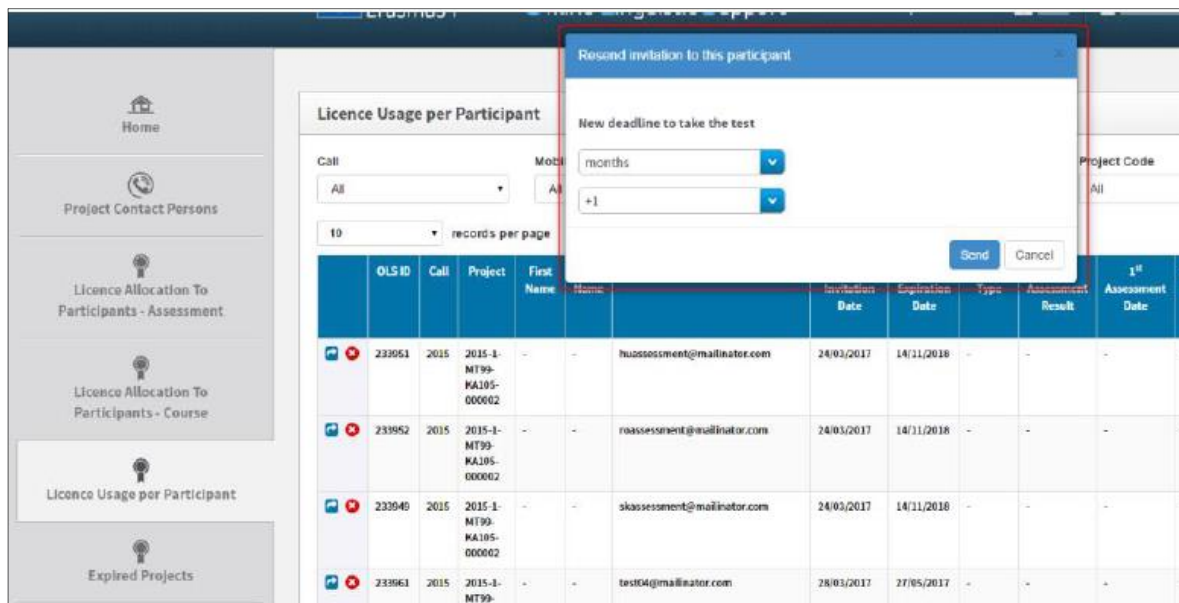 Resend invitation to this participant
×
Home
Project Contact Persons
Licence Allocation To
Participants - Assessment
Licence Allocation To
Participants - Course
Licence Usage per Participant
Expired Projects
Licence Usage per Participant
New deadline to take the test
Call
Project Code
All
months
All
+1
10 records per page
Send Cancel
OLS ID Call Project First Name Name Invitation Date Expiration Date Type Assessment Result 1st Assessment Date
233951 2015 2015-1- - - huassessment@mailinator.com 24/03/2017 14/11/2018 - - -
MT99-
KA105-
000002
233952 2015 2015-1- - - roassessment@mailinator.com 24/03/2017 14/11/2018 - - -
MT99-
KA105-
000002
233949 2015 2015-1- - - skassessment@mailinator.com 24/03/2017 14/11/2018 - - -
MT99-
KA105-
000002
233961 2015 2015-1- - - test04@mailinator.com 28/03/2017 27/05/2017 - - -
MT99-